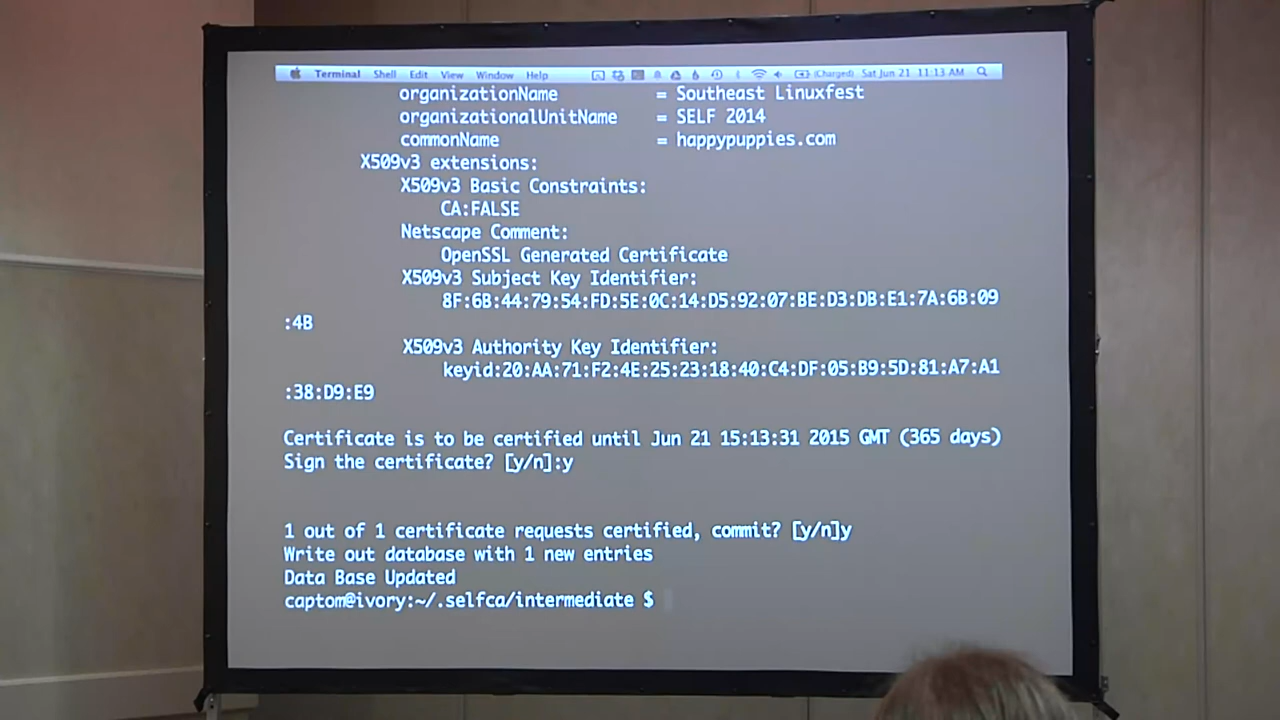 Terminal Shell Edit View Window Help (Charged) Sat Jun 21 11:13 AM
organizationName = Southeast Linuxfest
organizationalUnitName = SELF 2014
commonName = happypuppies.com
X509v3 extensions:
X509v3 Basic Constraints:
CA:FALSE
Netscape Comment:
OpenSSL Generated Certificate
X509v3 Subject Key Identifier:
8F:6B:44:79:54:FD:5E:0C:14:D5:92:07:BE:D3:DB:E1:7A:6B:09
:4B
X509v3 Authority Key Identifier:
keyid:20:AA:71:F2:4E:25:23:18:40:C4:DF:05:B9:5D:81:A7:A1
:38:D9:E9
Certificate is to be certified until Jun 21 15:13:31 2015 GMT (365 days)
Sign the certificate? [y/n]:y
1 out of 1 certificate requests certified, commit? [y/n]y
Write out database with 1 new entries
Data Base Updated
captom@ivory:~/.selfca/intermediate $